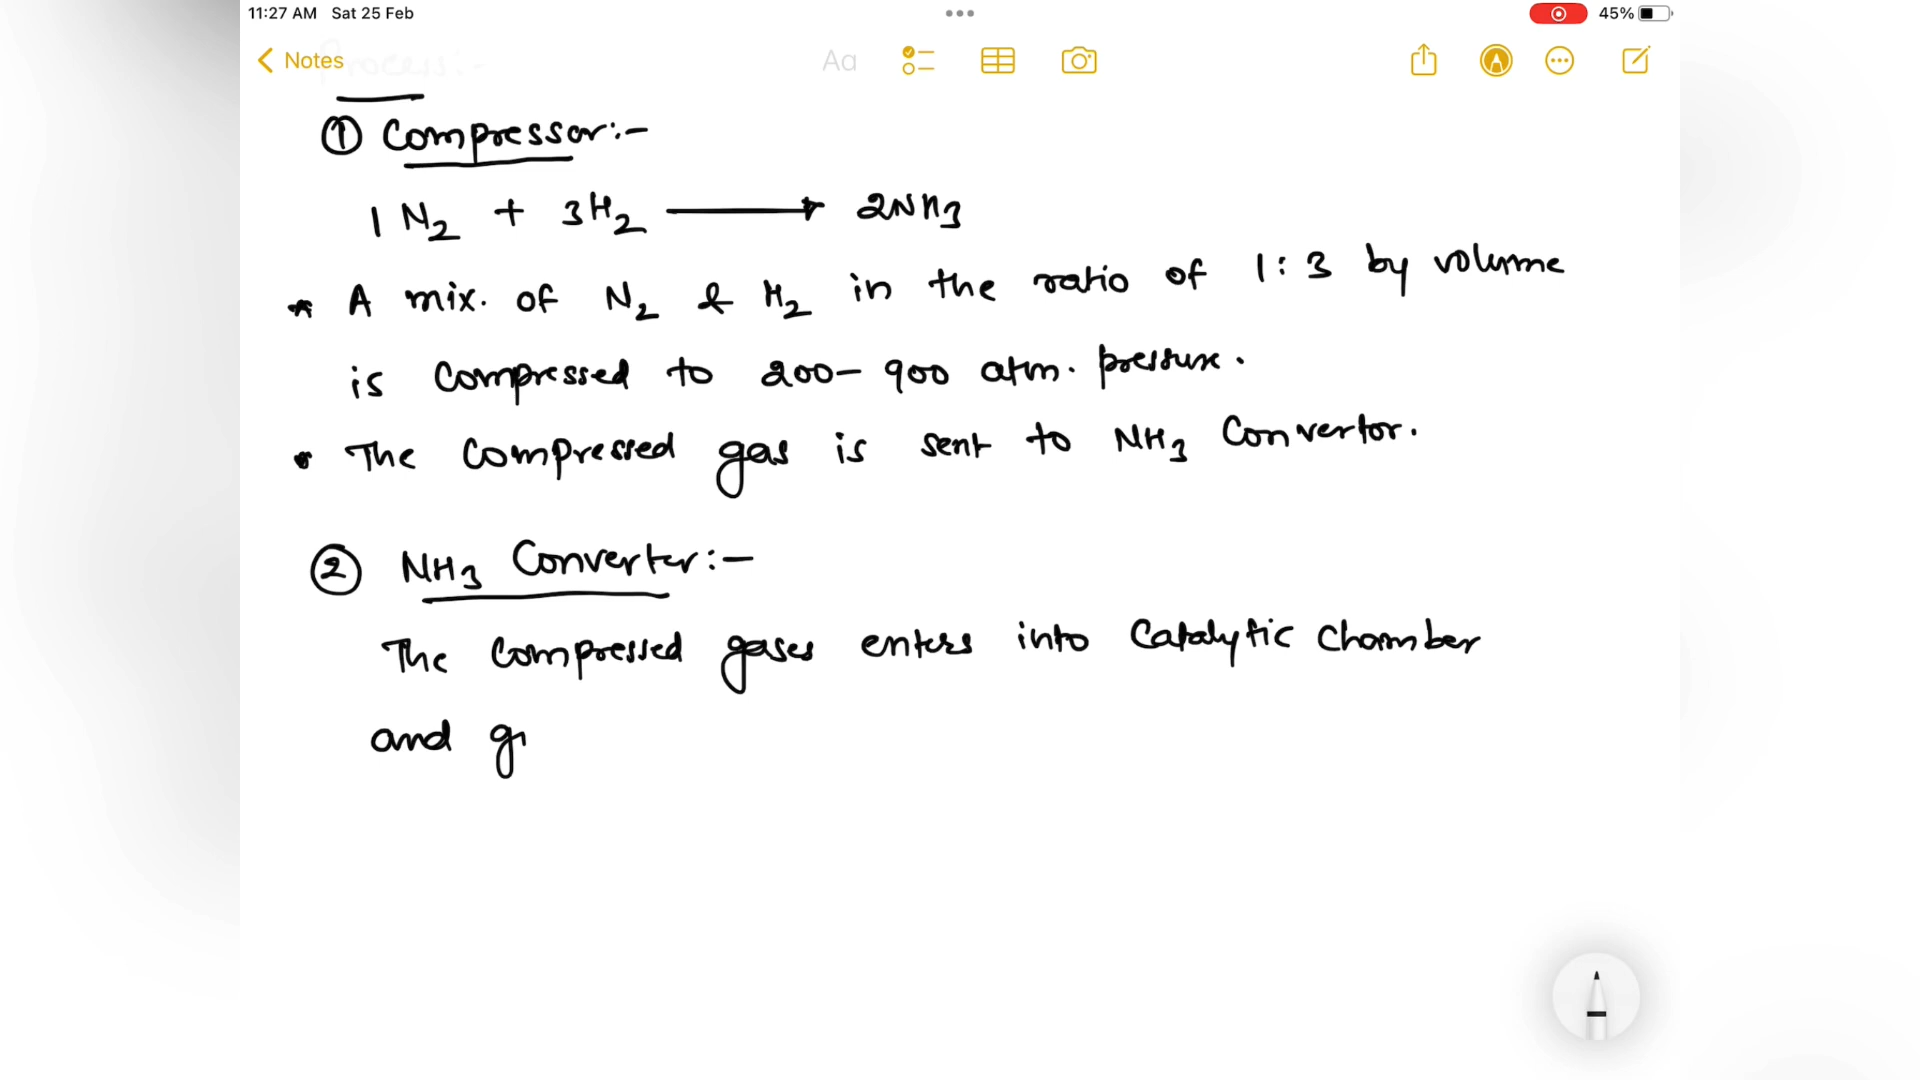 11:27 AM Sat 25 Feb
45%
Notes
Aa
Process:-
① Compressor:-
1 N₂ + 3H₂ ⟶ 2NH3
* A mix. of N₂ & H₂ in the ratio of 1:3 by volume
is compressed to 200-900 atm. pressure.
• The compressed gas is sent to NH₃ Convertor.
② NH₃ Converter:-
The compressed gases enters into Catalytic chamber
and g